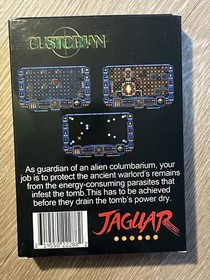 CUSTODIAN
As guardian of an alien columbarium, your
job is to protect the ancient warlord's remains
from the energy-consuming parasites that
infest the tomb. This has to be achieved
before they drain the tomb's power dry.
JAGUAR